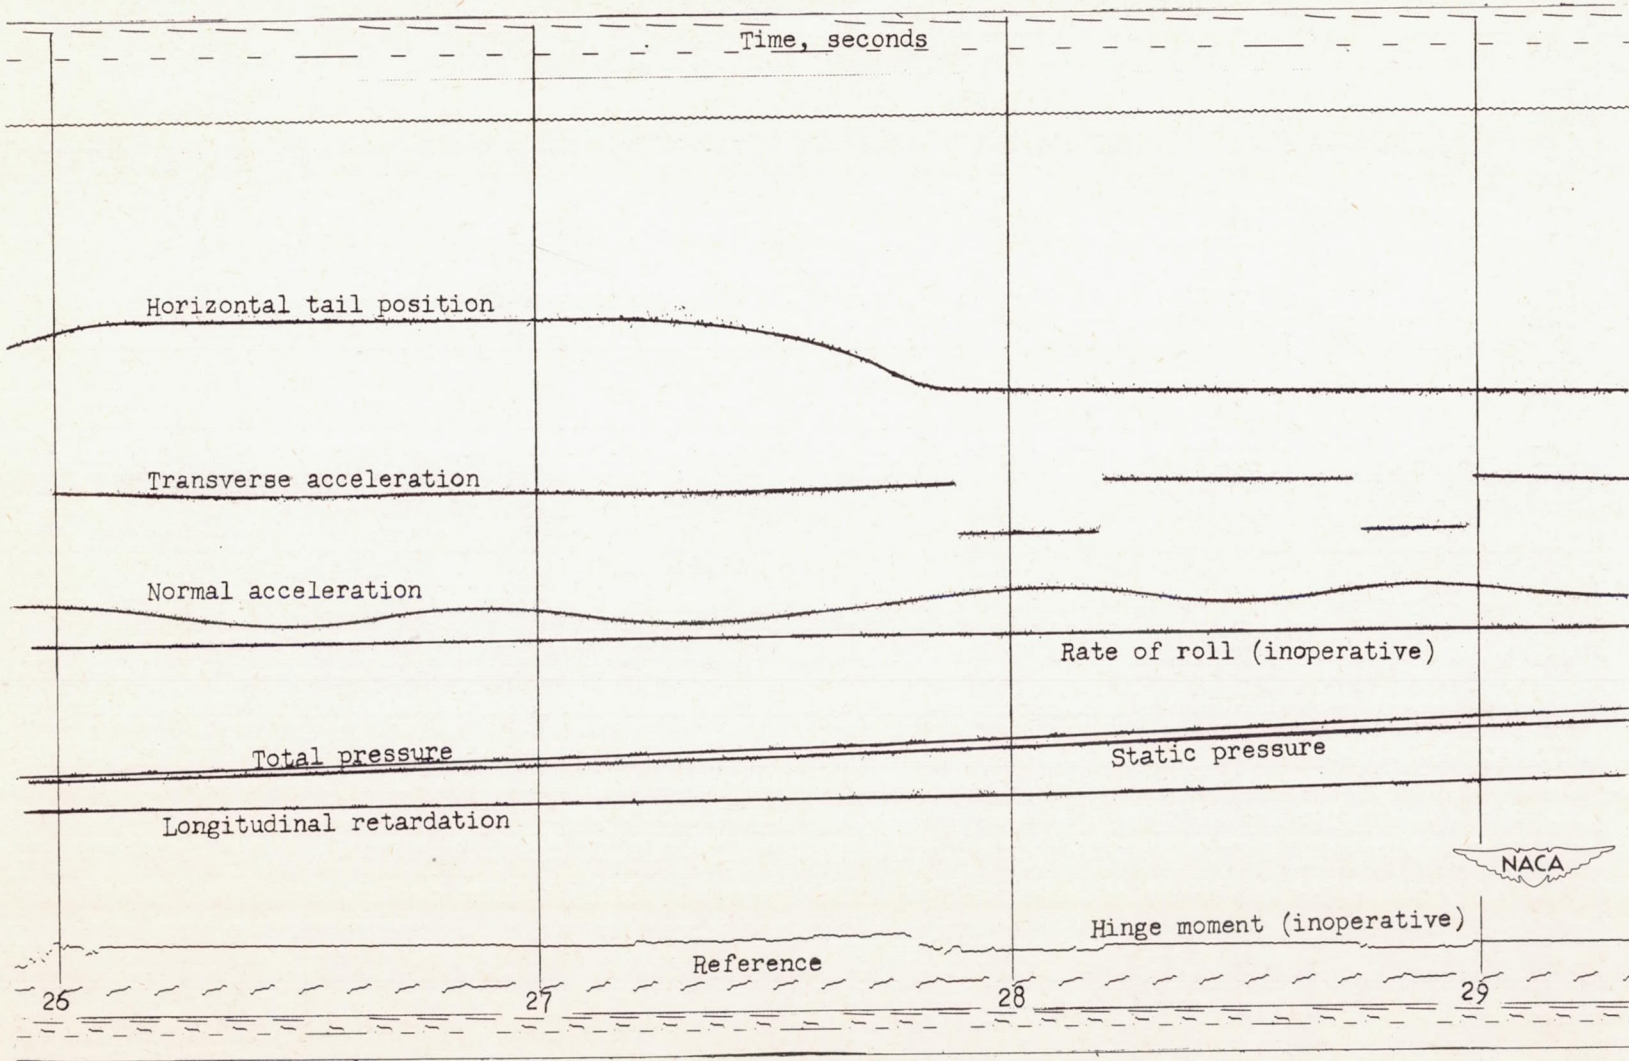 Time, seconds
Horizontal tail position
Transverse acceleration
Normal acceleration
Rate of roll (inoperative)
Total pressure
Static pressure
Longitudinal retardation
NACA
Hinge moment (inoperative)
Reference
26 27 28 29